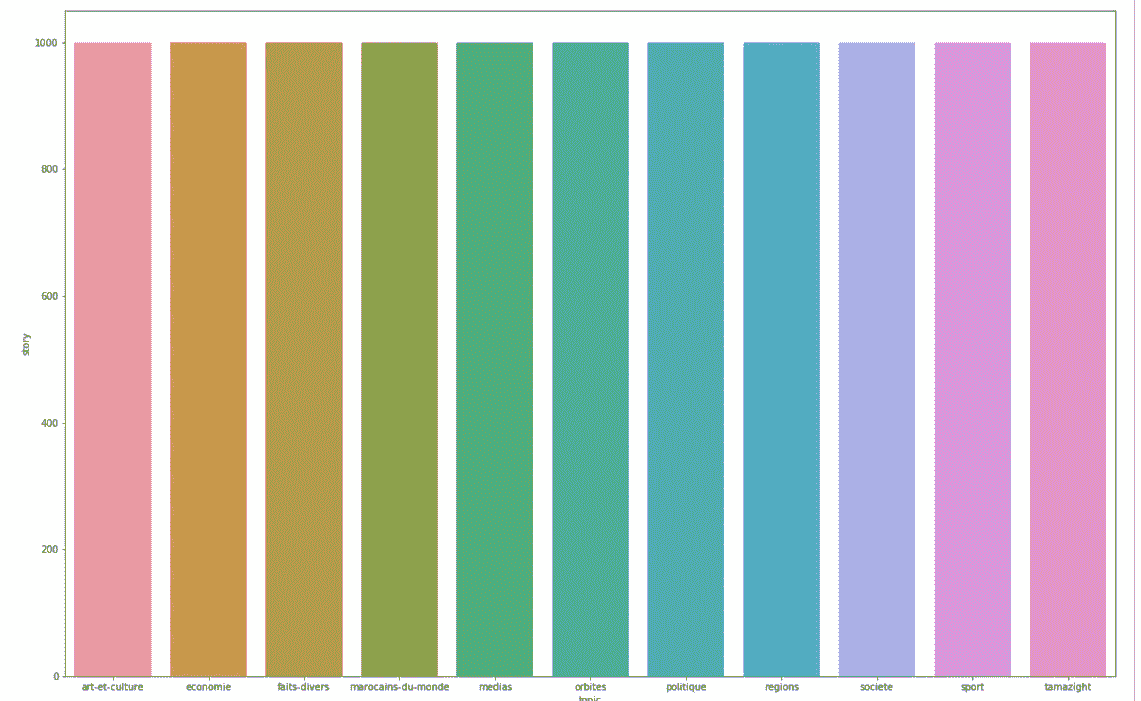 1000
800
600
400
200
0
story
art-et-culture economie faits-divers marocains-du-monde medias orbites politique regions societe sport tamazight
topic